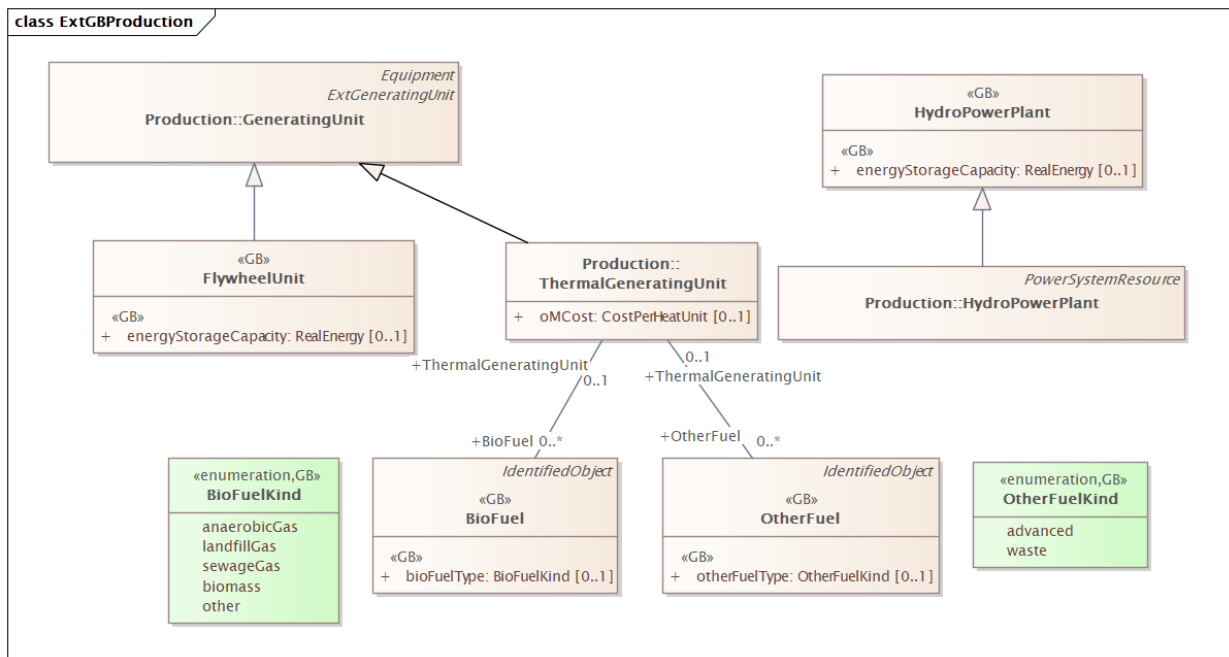 class ExtGBProduction
Equipment
ExtGeneratingUnit
Production::GeneratingUnit
«GB»
HydroPowerPlant
«GB»
+ energyStorageCapacity: RealEnergy [0..1]
«GB»
FlywheelUnit
«GB»
+ energyStorageCapacity: RealEnergy [0..1]
Production::
ThermalGeneratingUnit
+ oMCost: CostPerHeatUnit [0..1]
PowerSystemResource
Production::HydroPowerPlant
+ThermalGeneratingUnit
0..1
0..1
+ThermalGeneratingUnit
+BioFuel 0..*
+OtherFuel 0..*
«enumeration,GB»
BioFuelKind
anaerobicGas
landfillGas
sewageGas
biomass
other
IdentifiedObject
«GB»
BioFuel
«GB»
+ bioFuelType: BioFuelKind [0..1]
IdentifiedObject
«GB»
OtherFuel
«GB»
+ otherFuelType: OtherFuelKind [0..1]
«enumeration,GB»
OtherFuelKind
advanced
waste